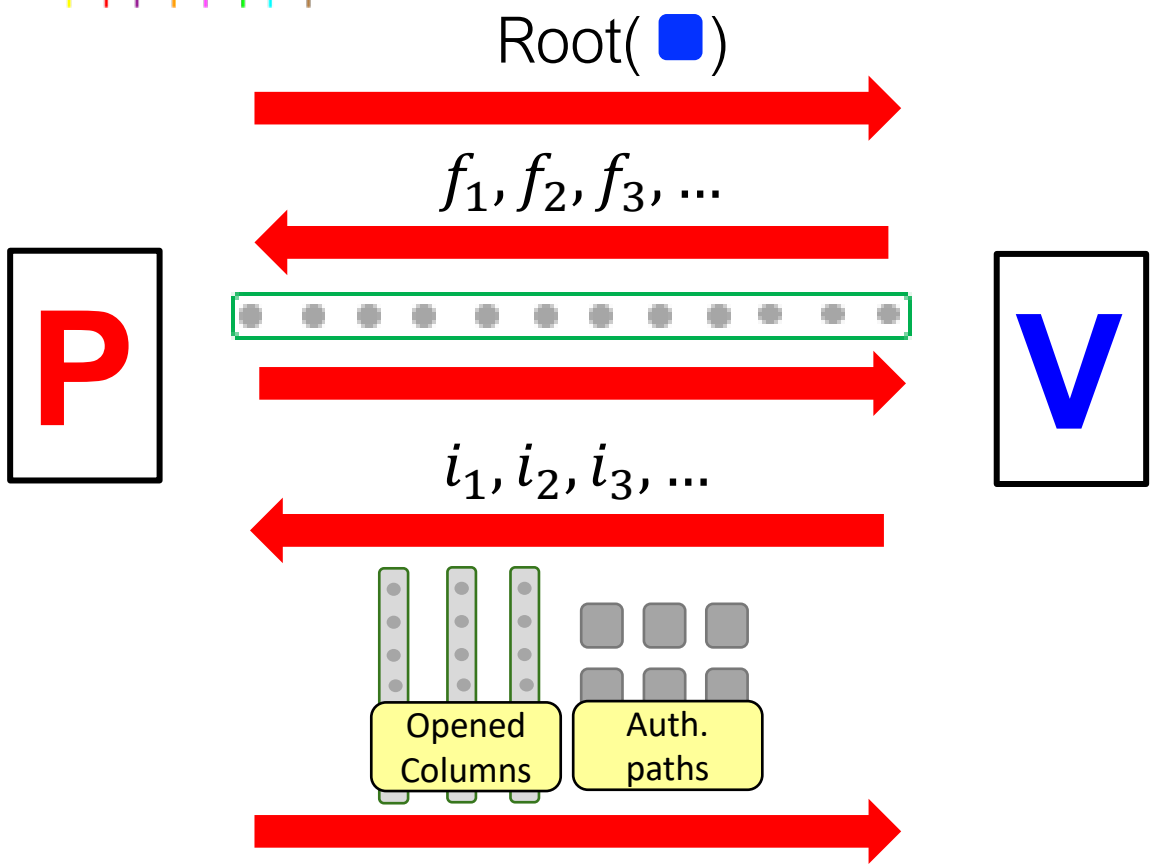 Root( )
f₁, f₂, f₃, …
P
V
i₁, i₂, i₃, …
Opened
Columns
Auth.
paths